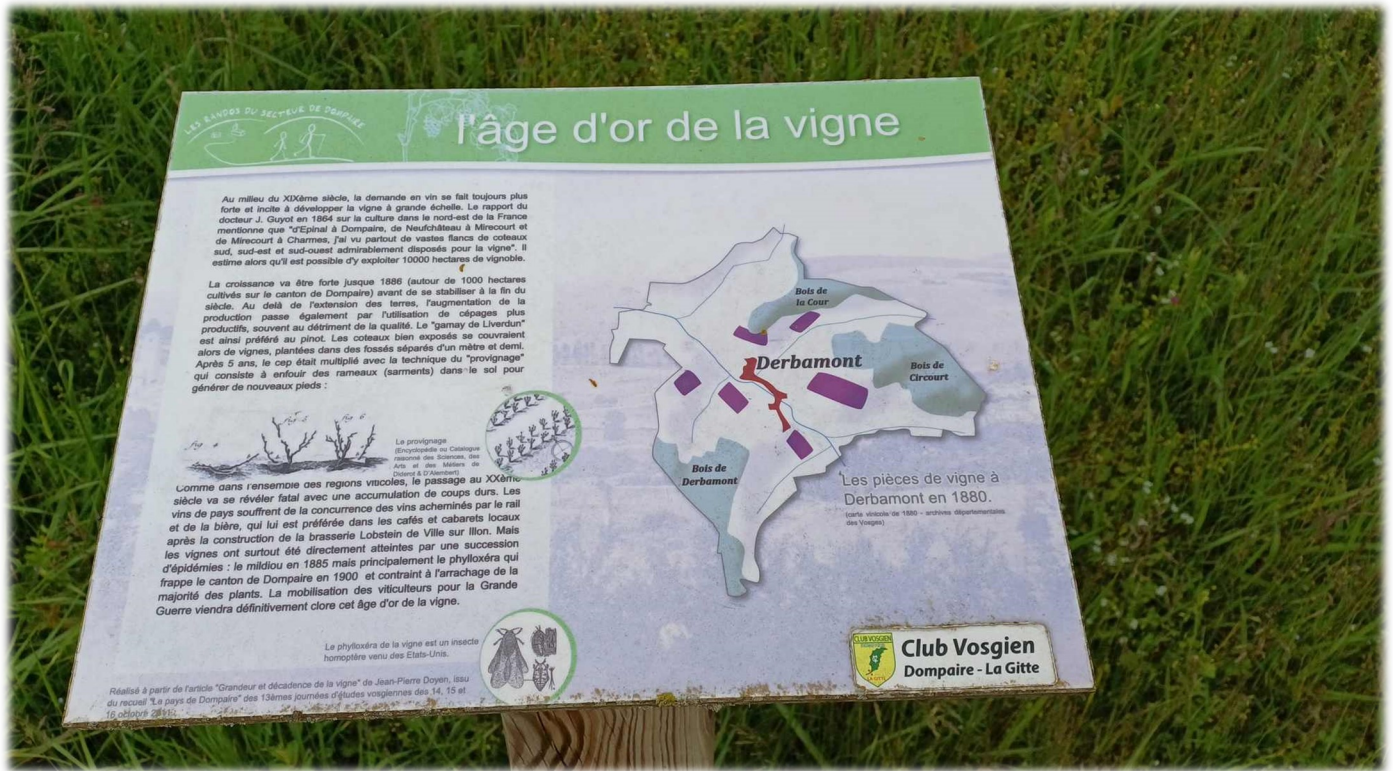 LES RANDOS DU SECTEUR DE DOMPAIRE
l'âge d'or de la vigne
Au milieu du XIXème siècle, la demande en vin se fait toujours plus
forte et incite à développer la vigne à grande échelle. Le rapport du
docteur J. Guyot en 1864 sur la culture dans le nord-est de la France
mentionne que "d'Epinal à Dompaire, de Neufchâteau à Mirecourt et
de Mirecourt à Charmes, j'ai vu partout de vastes flancs de coteaux
sud, sud-est et sud-ouest admirablement disposés pour la vigne". Il
estime alors qu'il est possible d'y exploiter 10000 hectares de vignoble.
La croissance va être forte jusque 1886 (autour de 1000 hectares
cultivés sur le canton de Dompaire) avant de se stabiliser à la fin du
siècle. Au delà de l'extension des terres, l'augmentation de la
production passe également par l'utilisation de cépages plus
productifs, souvent au détriment de la qualité. Le "gamay de Liverdun"
est ainsi préféré au pinot. Les coteaux bien exposés se couvraient
alors de vignes, plantées dans des fossés séparés d'un mètre et demi.
Après 5 ans, le cep était multiplié avec la technique du "provignage"
qui consiste à enfouir des rameaux (sarments) dans le sol pour
générer de nouveaux pieds :
Le provignage
(Encyclopédie ou Catalogue
raisonné des Sciences, des
Arts et des Métiers de
Diderot & D'Alembert)
Comme dans l'ensemble des régions viticoles, le passage au XXème
siècle va se révéler fatal avec une accumulation de coups durs. Les
vins de pays souffrent de la concurrence des vins acheminés par le rail
et de la bière, qui lui est préférée dans les cafés et cabarets locaux
après la construction de la brasserie Lobstein de Ville sur Illon. Mais
les vignes ont surtout été directement atteintes par une succession
d'épidémies : le mildiou en 1885 mais principalement le phylloxéra qui
frappe le canton de Dompaire en 1900 et contraint à l'arrachage de la
majorité des plants. La mobilisation des viticulteurs pour la Grande
Guerre viendra définitivement clore cet âge d'or de la vigne.
Le phylloxéra de la vigne est un insecte
homoptère venu des Etats-Unis.
Réalisé à partir de l'article "Grandeur et décadence de la vigne" de Jean-Pierre Doyen, issu
du recueil "Le pays de Dompaire" des 13èmes journées d'études vosgiennes des 14, 15 et
16 octobre
Bois de
la Cour
Derbamont
Bois de
Circourt
Bois de
Derbamont
Les pièces de vigne à
Derbamont en 1880.
(carte vinicole de 1880 - archives départementales
des Vosges)
CLUB VOSGIEN
Club Vosgien
Dompaire - La Gitte